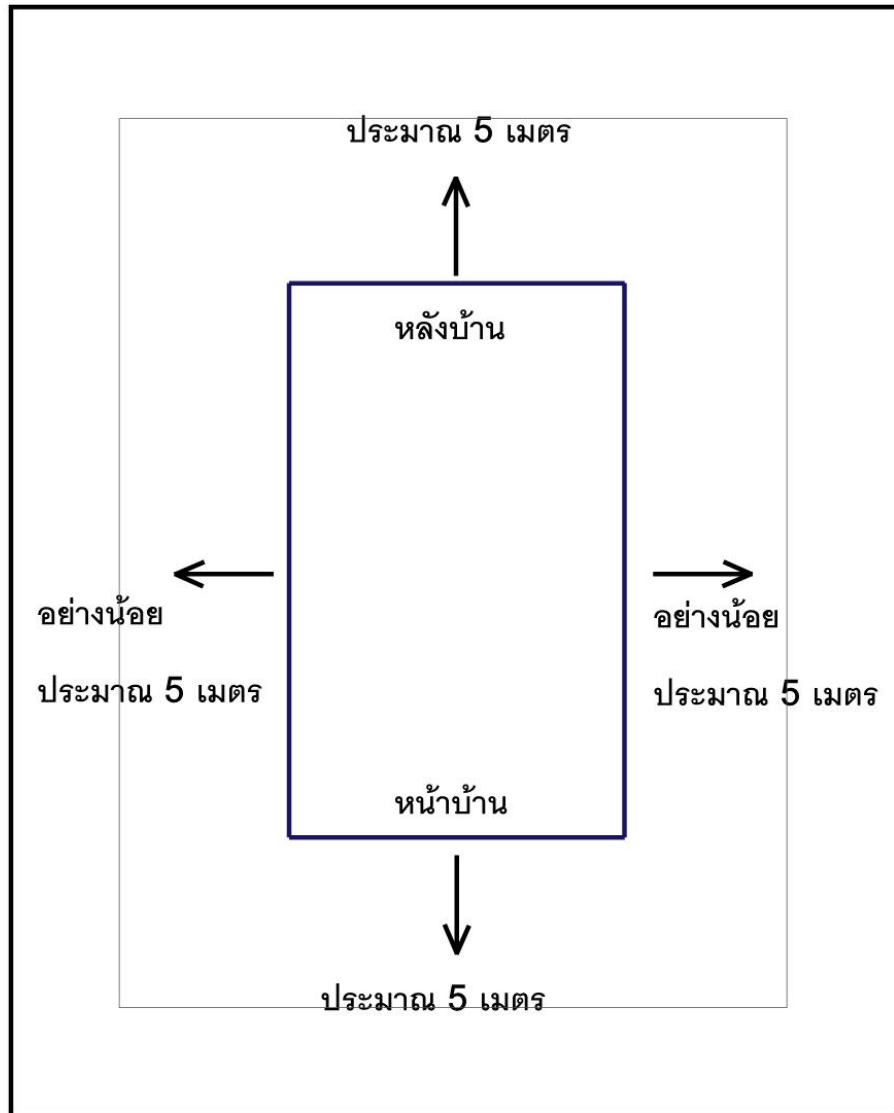 ประมาณ 5 เมตร
หลังบ้าน
อย่างน้อย
ประมาณ 5 เมตร
อย่างน้อย
ประมาณ 5 เมตร
หน้าบ้าน
ประมาณ 5 เมตร